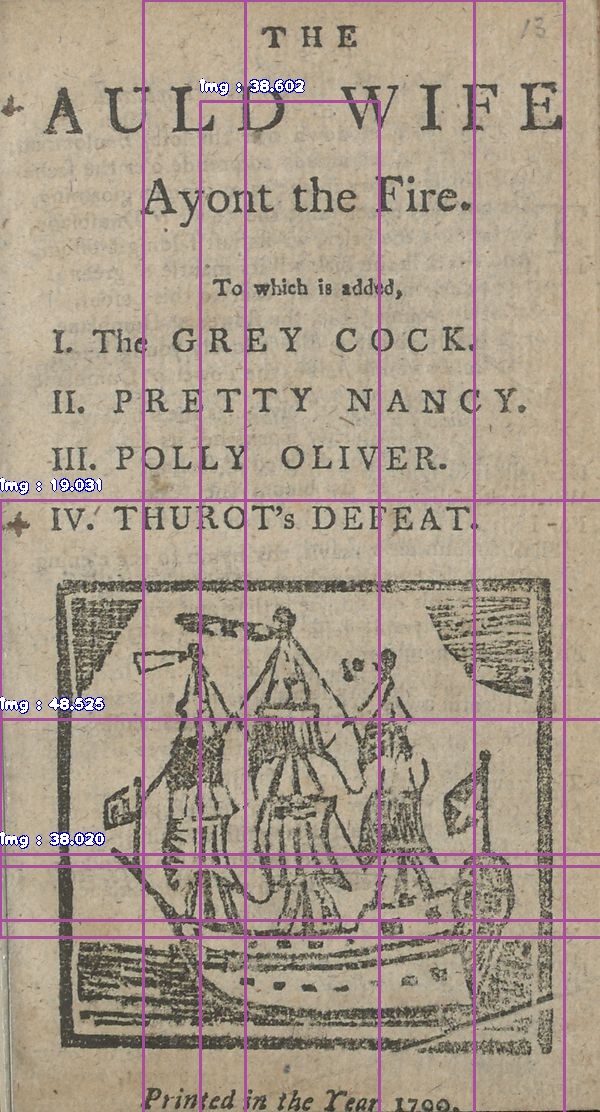 13
THE
img : 38.602
AULD WIFE
Ayont the Fire.
To which is added,
I. The GREY COCK.
II. PRETTY NANCY.
III. POLLY OLIVER.
img : 19.031
IV. THUROT's DEFEAT.
img : 48.525
img : 38.020
Printed in the Year